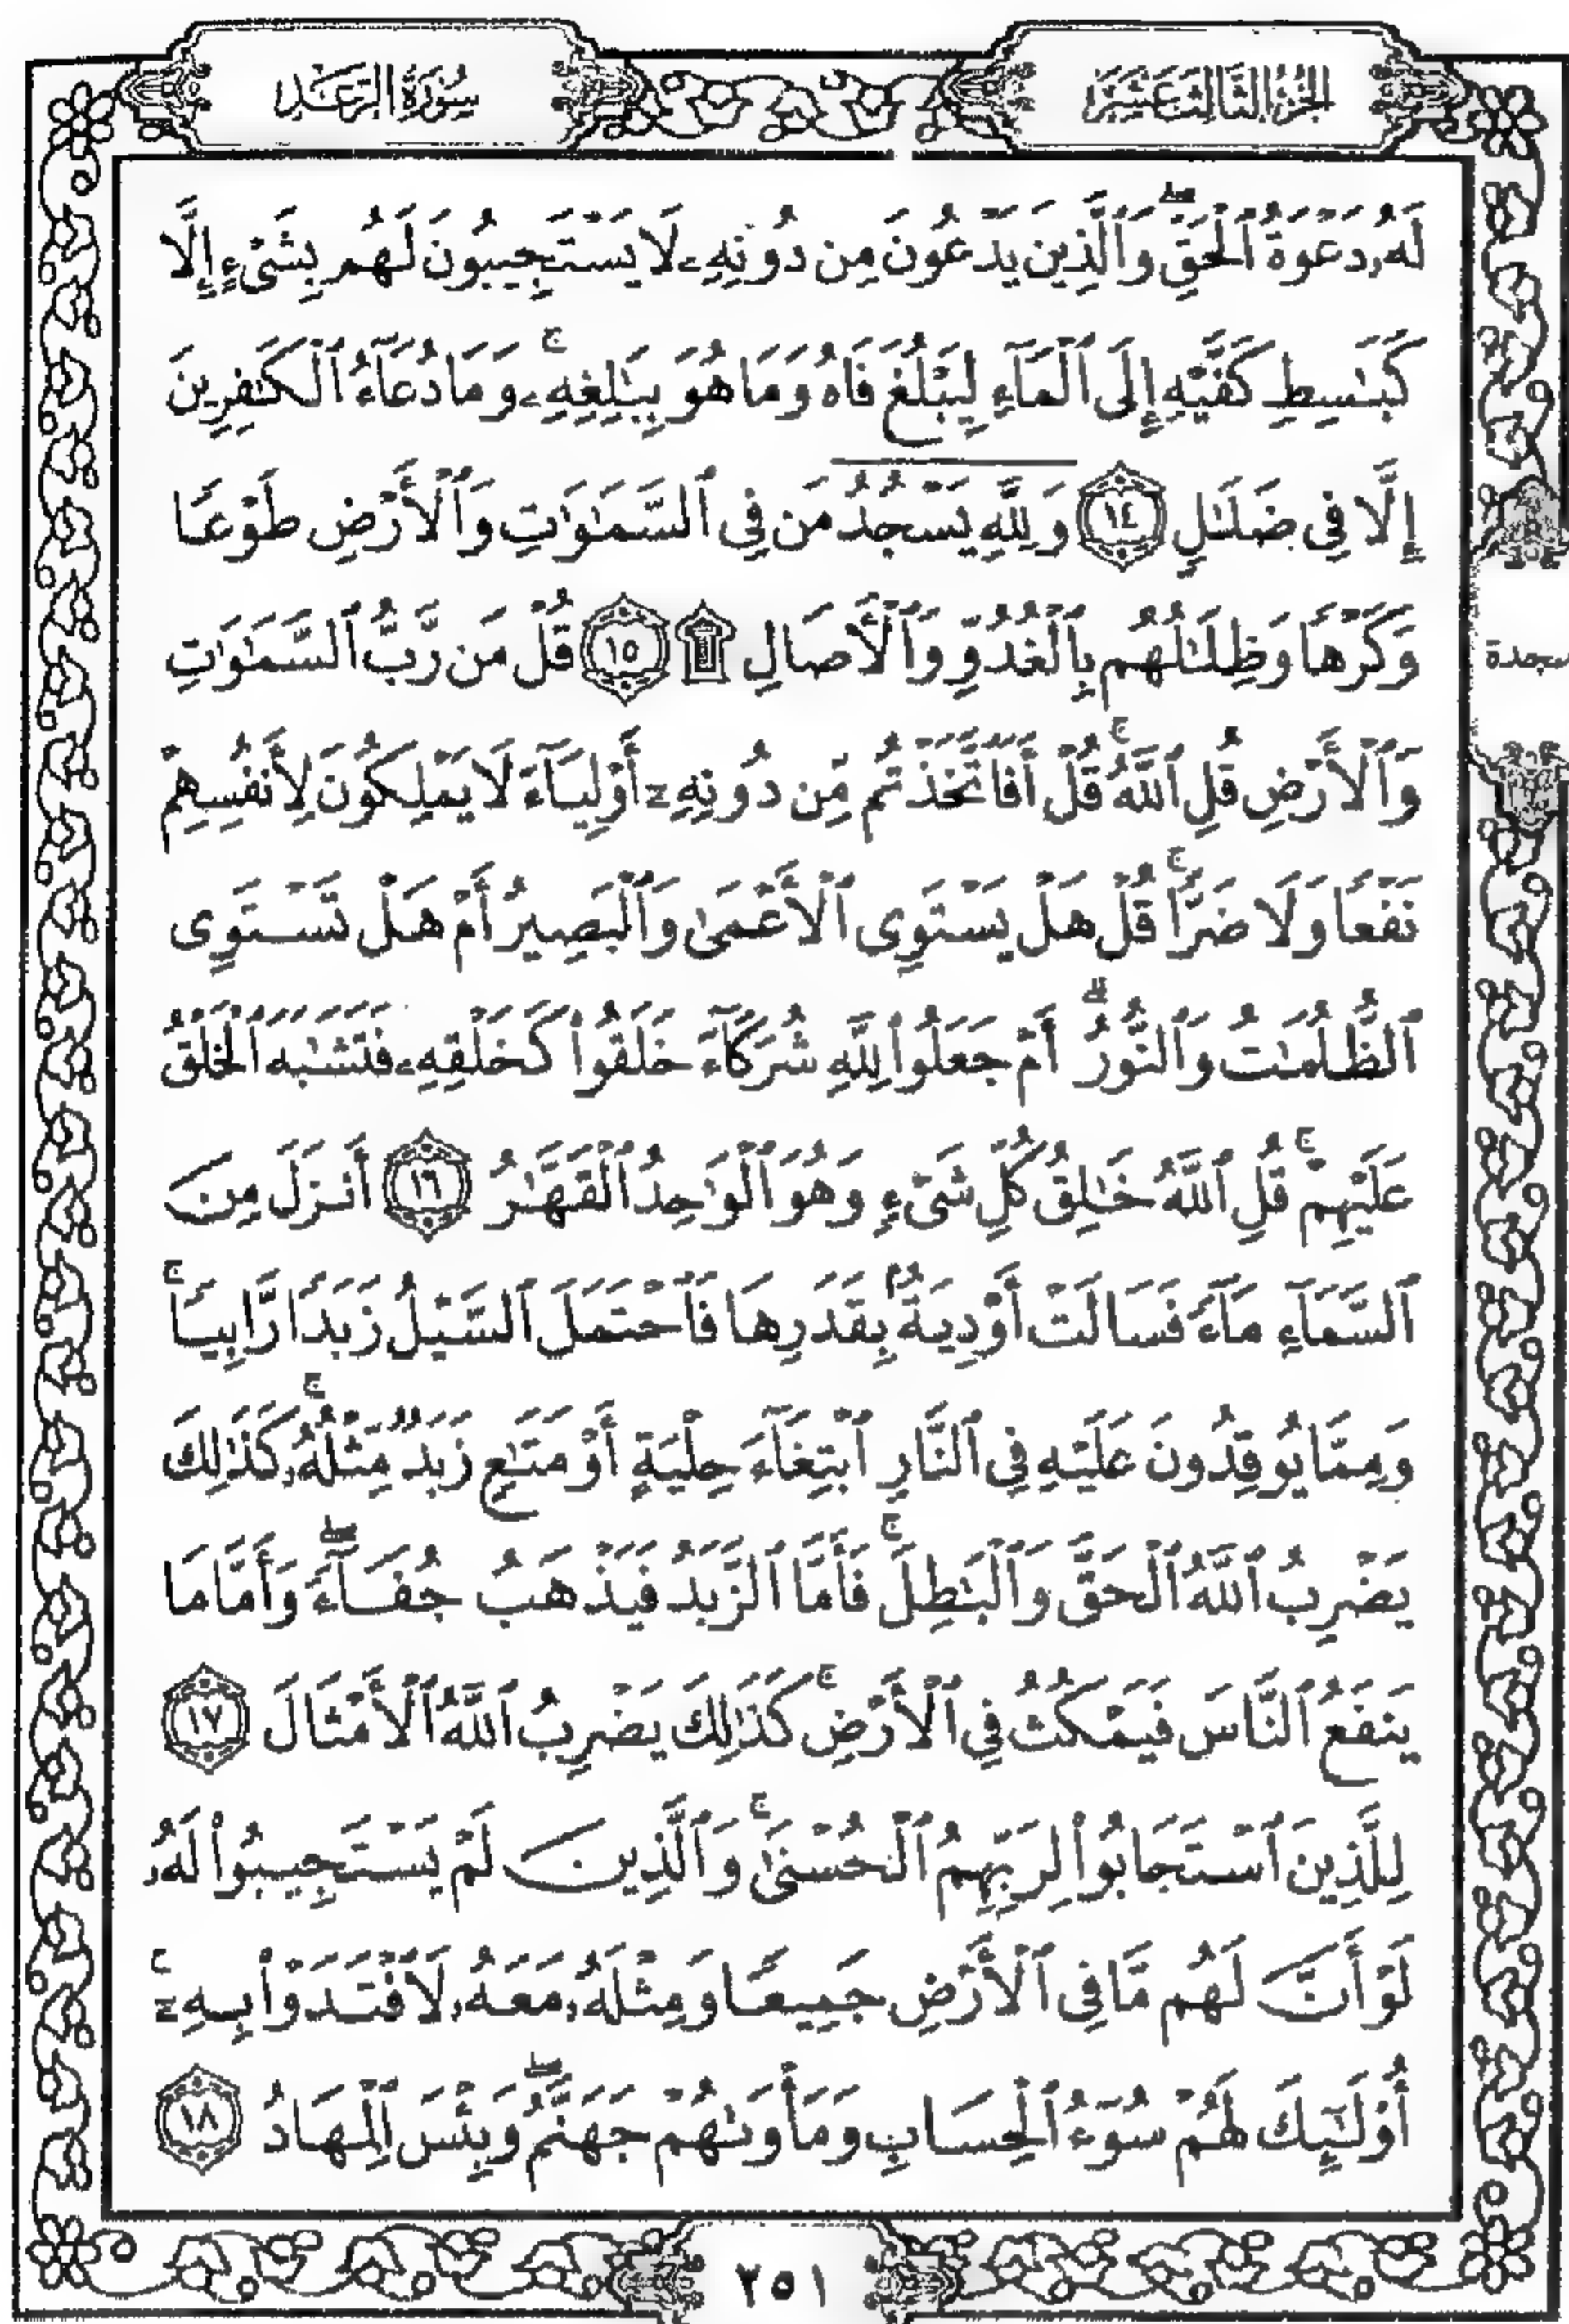 الجزء الثالث عشر
سورة الرعد
لَهُۥ دَعْوَةُ ٱلْحَقِّ ۖ وَٱلَّذِينَ يَدْعُونَ مِن دُونِهِۦ لَا يَسْتَجِيبُونَ لَهُم بِشَىْءٍ إِلَّا
كَبَٰسِطِ كَفَّيْهِ إِلَى ٱلْمَآءِ لِيَبْلُغَ فَاهُ وَمَا هُوَ بِبَٰلِغِهِۦ ۚ وَمَا دُعَآءُ ٱلْكَٰفِرِينَ
إِلَّا فِى ضَلَٰلٍ ١٤ وَلِلَّهِ يَسْجُدُ مَن فِى ٱلسَّمَٰوَٰتِ وَٱلْأَرْضِ طَوْعًا
وَكَرْهًا وَظِلَٰلُهُم بِٱلْغُدُوِّ وَٱلْءَاصَالِ ۩ ١٥ قُلْ مَن رَّبُّ ٱلسَّمَٰوَٰتِ
سجدة
وَٱلْأَرْضِ قُلِ ٱللَّهُ ۚ قُلْ أَفَٱتَّخَذْتُم مِّن دُونِهِۦٓ أَوْلِيَآءَ لَا يَمْلِكُونَ لِأَنفُسِهِمْ
نَفْعًا وَلَا ضَرًّا ۚ قُلْ هَلْ يَسْتَوِى ٱلْأَعْمَىٰ وَٱلْبَصِيرُ أَمْ هَلْ تَسْتَوِى
ٱلظُّلُمَٰتُ وَٱلنُّورُ ۗ أَمْ جَعَلُوا۟ لِلَّهِ شُرَكَآءَ خَلَقُوا۟ كَخَلْقِهِۦ فَتَشَٰبَهَ ٱلْخَلْقُ
عَلَيْهِمْ ۚ قُلِ ٱللَّهُ خَٰلِقُ كُلِّ شَىْءٍ وَهُوَ ٱلْوَٰحِدُ ٱلْقَهَّٰرُ ١٦ أَنزَلَ مِنَ
ٱلسَّمَآءِ مَآءً فَسَالَتْ أَوْدِيَةٌۢ بِقَدَرِهَا فَٱحْتَمَلَ ٱلسَّيْلُ زَبَدًا رَّابِيًا ۚ
وَمِمَّا يُوقِدُونَ عَلَيْهِ فِى ٱلنَّارِ ٱبْتِغَآءَ حِلْيَةٍ أَوْ مَتَٰعٍ زَبَدٌ مِّثْلُهُۥ ۚ كَذَٰلِكَ
يَضْرِبُ ٱللَّهُ ٱلْحَقَّ وَٱلْبَٰطِلَ ۚ فَأَمَّا ٱلزَّبَدُ فَيَذْهَبُ جُفَآءً ۖ وَأَمَّا مَا
يَنفَعُ ٱلنَّاسَ فَيَمْكُثُ فِى ٱلْأَرْضِ ۚ كَذَٰلِكَ يَضْرِبُ ٱللَّهُ ٱلْأَمْثَالَ ١٧
لِلَّذِينَ ٱسْتَجَابُوا۟ لِرَبِّهِمُ ٱلْحُسْنَىٰ ۚ وَٱلَّذِينَ لَمْ يَسْتَجِيبُوا۟ لَهُۥ
لَوْ أَنَّ لَهُم مَّا فِى ٱلْأَرْضِ جَمِيعًا وَمِثْلَهُۥ مَعَهُۥ لَٱفْتَدَوْا۟ بِهِۦٓ ۚ
أُو۟لَٰٓئِكَ لَهُمْ سُوٓءُ ٱلْحِسَابِ وَمَأْوَىٰهُمْ جَهَنَّمُ ۖ وَبِئْسَ ٱلْمِهَادُ ١٨
٢٥١